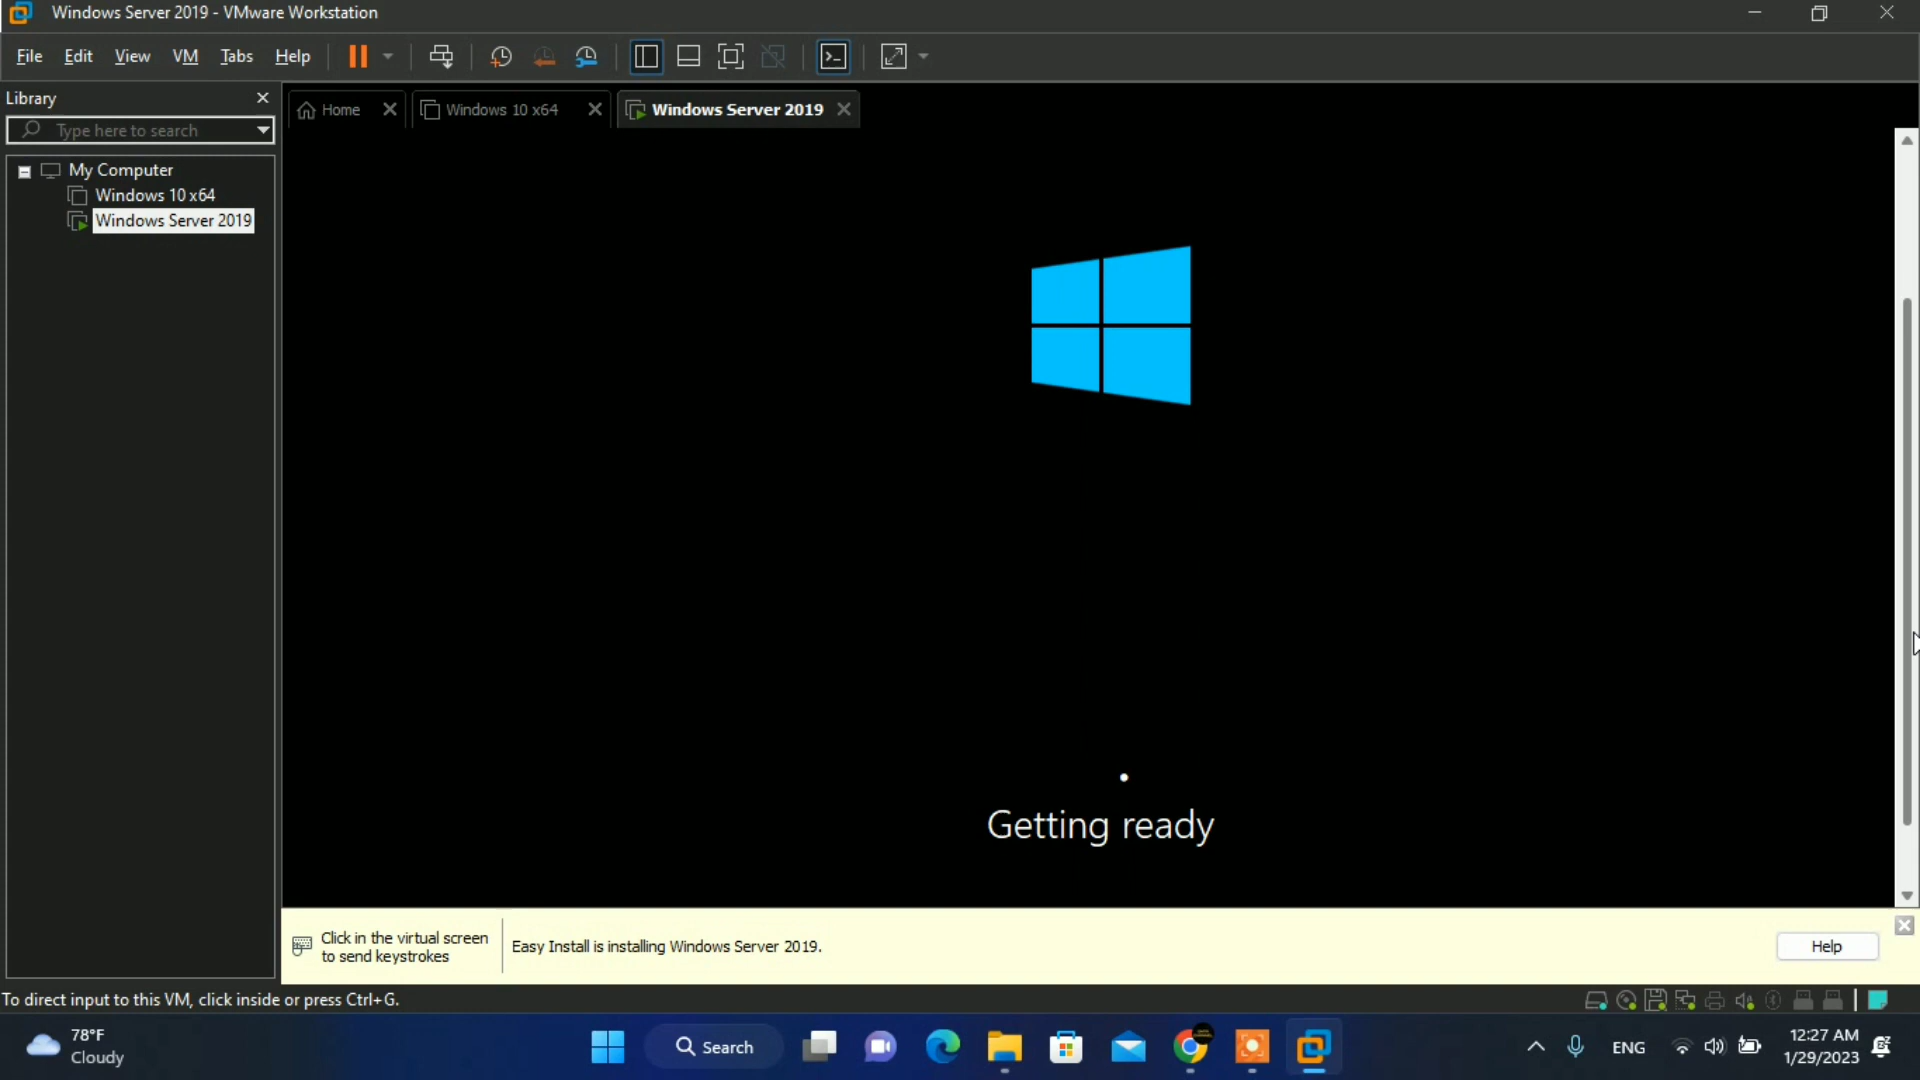 Windows Server 2019 - VMware Workstation
File Edit View VM Tabs Help
Library
Type here to search
My Computer
Windows 10 x64
Windows Server 2019
Home
Windows 10 x64
Windows Server 2019
Getting ready
Click in the virtual screen
to send keystrokes
Easy Install is installing Windows Server 2019.
Help
To direct input to this VM, click inside or press Ctrl+G.
78°F
Cloudy
Search
ENG
12:27 AM
1/29/2023